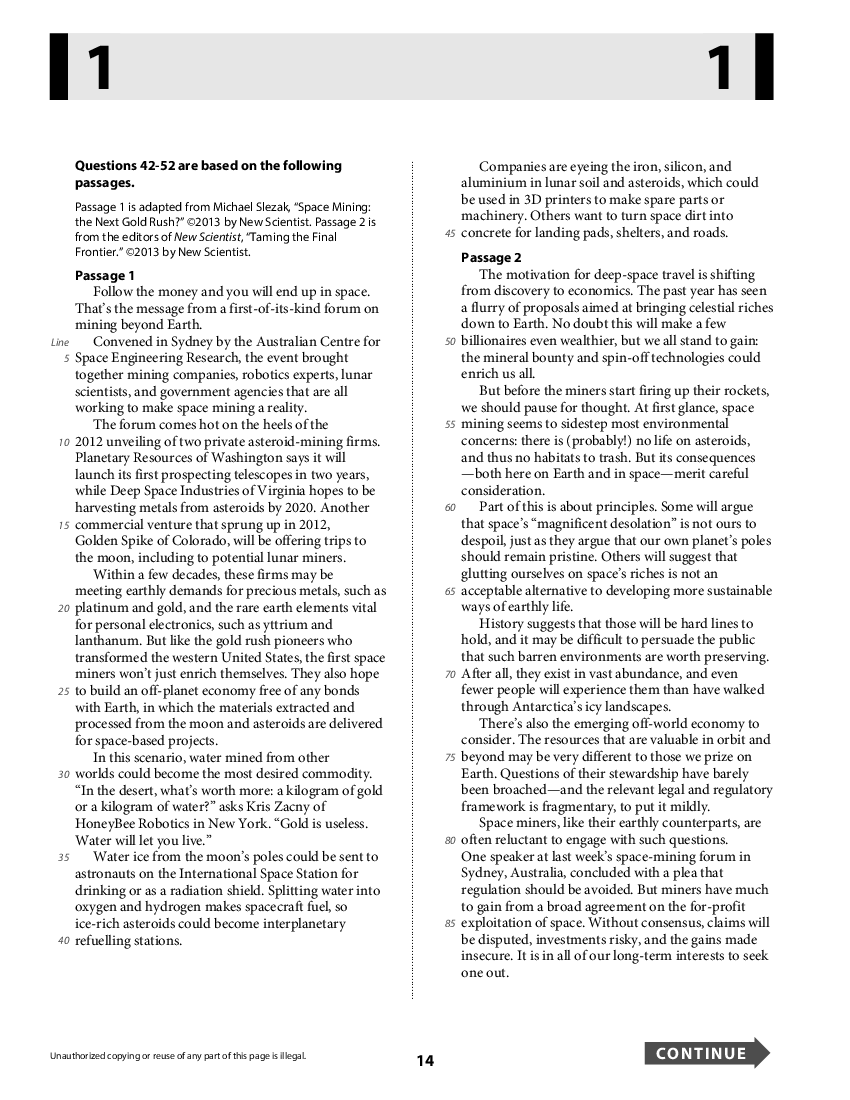 1
1
Questions 42-52 are based on the following
passages.
Passage 1 is adapted from Michael Slezak, “Space Mining:
the Next Gold Rush?” ©2013 by New Scientist. Passage 2 is
from the editors of New Scientist, “Taming the Final
Frontier.” ©2013 by New Scientist.
Passage 1
Follow the money and you will end up in space.
That’s the message from a first-of-its-kind forum on
mining beyond Earth.
Line Convened in Sydney by the Australian Centre for
5 Space Engineering Research, the event brought
together mining companies, robotics experts, lunar
scientists, and government agencies that are all
working to make space mining a reality.
The forum comes hot on the heels of the
10 2012 unveiling of two private asteroid-mining firms.
Planetary Resources of Washington says it will
launch its first prospecting telescopes in two years,
while Deep Space Industries of Virginia hopes to be
harvesting metals from asteroids by 2020. Another
15 commercial venture that sprung up in 2012,
Golden Spike of Colorado, will be offering trips to
the moon, including to potential lunar miners.
Within a few decades, these firms may be
meeting earthly demands for precious metals, such as
20 platinum and gold, and the rare earth elements vital
for personal electronics, such as yttrium and
lanthanum. But like the gold rush pioneers who
transformed the western United States, the first space
miners won’t just enrich themselves. They also hope
25 to build an off-planet economy free of any bonds
with Earth, in which the materials extracted and
processed from the moon and asteroids are delivered
for space-based projects.
In this scenario, water mined from other
30 worlds could become the most desired commodity.
“In the desert, what’s worth more: a kilogram of gold
or a kilogram of water?” asks Kris Zacny of
HoneyBee Robotics in New York. “Gold is useless.
Water will let you live.”
35 Water ice from the moon’s poles could be sent to
astronauts on the International Space Station for
drinking or as a radiation shield. Splitting water into
oxygen and hydrogen makes spacecraft fuel, so
ice-rich asteroids could become interplanetary
40 refuelling stations.
Companies are eyeing the iron, silicon, and
aluminium in lunar soil and asteroids, which could
be used in 3D printers to make spare parts or
machinery. Others want to turn space dirt into
45 concrete for landing pads, shelters, and roads.
Passage 2
The motivation for deep-space travel is shifting
from discovery to economics. The past year has seen
a flurry of proposals aimed at bringing celestial riches
down to Earth. No doubt this will make a few
50 billionaires even wealthier, but we all stand to gain:
the mineral bounty and spin-off technologies could
enrich us all.
But before the miners start firing up their rockets,
we should pause for thought. At first glance, space
55 mining seems to sidestep most environmental
concerns: there is (probably!) no life on asteroids,
and thus no habitats to trash. But its consequences
—both here on Earth and in space—merit careful
consideration.
60 Part of this is about principles. Some will argue
that space’s “magnificent desolation” is not ours to
despoil, just as they argue that our own planet’s poles
should remain pristine. Others will suggest that
glutting ourselves on space’s riches is not an
65 acceptable alternative to developing more sustainable
ways of earthly life.
History suggests that those will be hard lines to
hold, and it may be difficult to persuade the public
that such barren environments are worth preserving.
70 After all, they exist in vast abundance, and even
fewer people will experience them than have walked
through Antarctica’s icy landscapes.
There’s also the emerging off-world economy to
consider. The resources that are valuable in orbit and
75 beyond may be very different to those we prize on
Earth. Questions of their stewardship have barely
been broached—and the relevant legal and regulatory
framework is fragmentary, to put it mildly.
Space miners, like their earthly counterparts, are
80 often reluctant to engage with such questions.
One speaker at last week’s space-mining forum in
Sydney, Australia, concluded with a plea that
regulation should be avoided. But miners have much
to gain from a broad agreement on the for-profit
85 exploitation of space. Without consensus, claims will
be disputed, investments risky, and the gains made
insecure. It is in all of our long-term interests to seek
one out.
Unauthorized copying or reuse of any part of this page is illegal.
14
CONTINUE